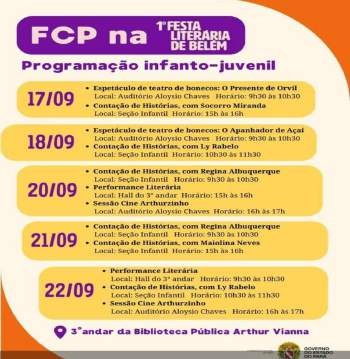 FCP na
1ª FESTA
LITERÁRIA
DE BELÉM
Programação infanto-juvenil
17/09
• Espetáculo de teatro de bonecos: O Presente de Orvil
Local: Auditório Aloysio Chaves Horário: 9h30 às 10h30
• Contação de Histórias, com Socorro Miranda
Local: Seção Infantil Horário: 15h às 16h
18/09
• Espetáculo de teatro de bonecos: O Apanhador de Açaí
Local: Auditório Aloysio Chaves Horário: 9h30 às 10h30
• Contação de Histórias, com Ly Rabelo
Local: Seção Infantil Horário: 10h30 às 11h30
20/09
• Contação de Histórias, com Regina Albuquerque
Local: Seção Infantil Horário: 9h30 às 10h30
• Performance Literária
Local: Hall do 3º andar Horário: 15h às 16h
• Sessão Cine Arthurzinho
Local: Auditório Aloysio Chaves Horário: 16h às 17h
21/09
• Contação de Histórias, com Regina Albuquerque
Local: Seção Infantil Horário: 9h30 às 10h30
• Contação de Histórias, com Maiolina Neves
Local: Seção Infantil Horário: 15h às 16h
22/09
• Performance Literária
Local: Hall do 3º andar Horário: 9h30 às 10h30
• Contação de Histórias, com Ly Rabelo
Local: Seção Infantil Horário: 10h30 às 11h30
• Sessão Cine Arthurzinho
Local: Auditório Aloysio Chaves Horário: 16h às 17h
3°andar da Biblioteca Pública Arthur Vianna
GOVERNO
DO ESTADO
DO PARÁ